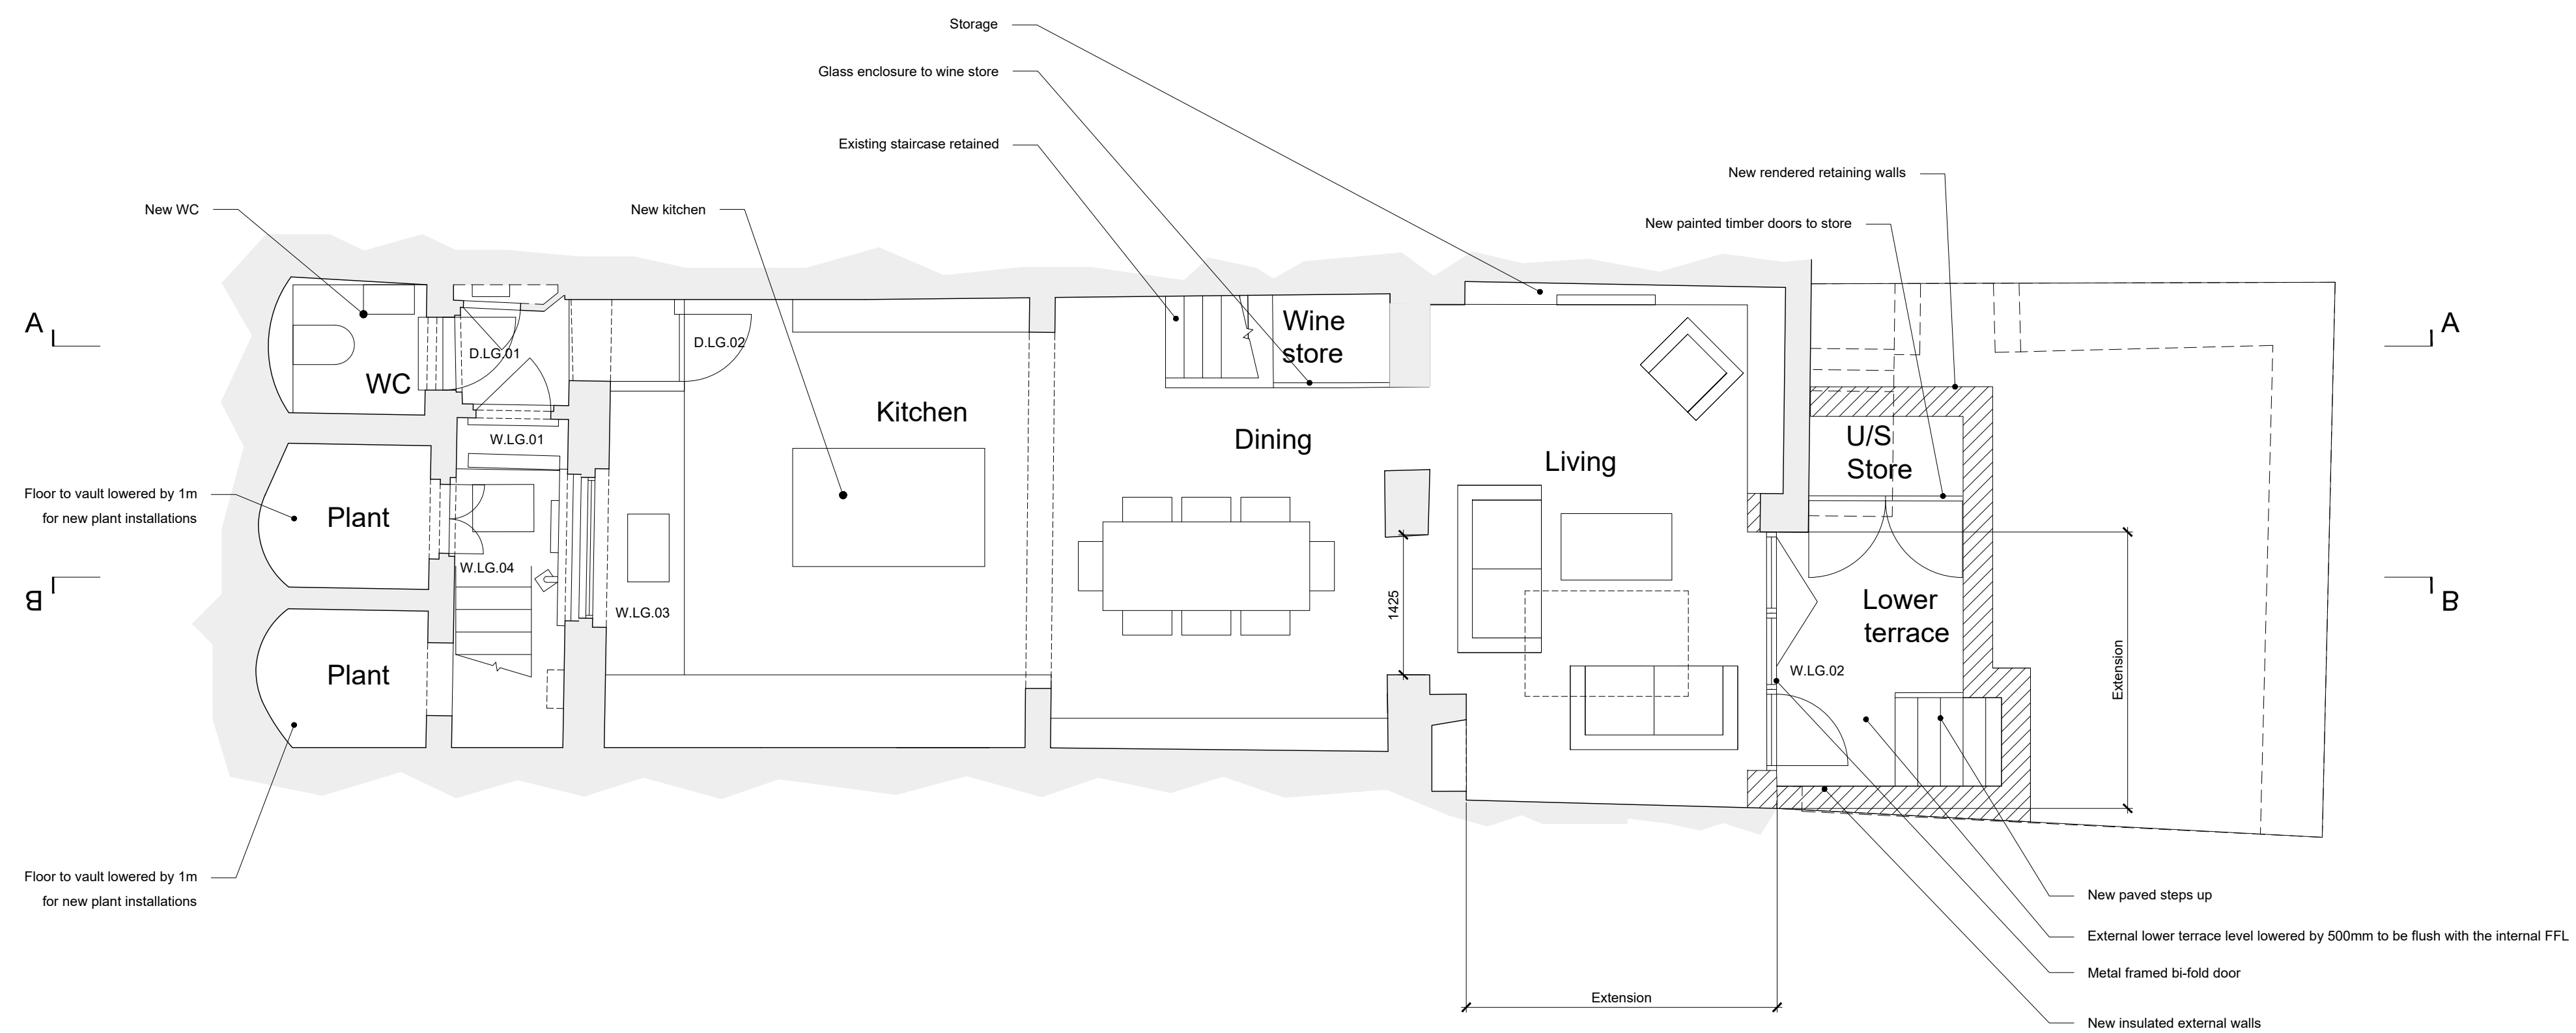 Storage
Glass enclosure to wine store
Existing staircase retained
New rendered retaining walls
New WC
New kitchen
New painted timber doors to store
A
A
Wine
store
D.LG.01
D.LG.02
WC
Kitchen
W.LG.01
Dining
U/S
Store
Living
Floor to vault lowered by 1m
for new plant installations
Plant
W.LG.04
B
B
W.LG.03
1425
Lower
terrace
Plant
W.LG.02
Extension
Floor to vault lowered by 1m
for new plant installations
New paved steps up
External lower terrace level lowered by 500mm to be flush with the internal FFL
Metal framed bi-fold door
Extension
New insulated external walls